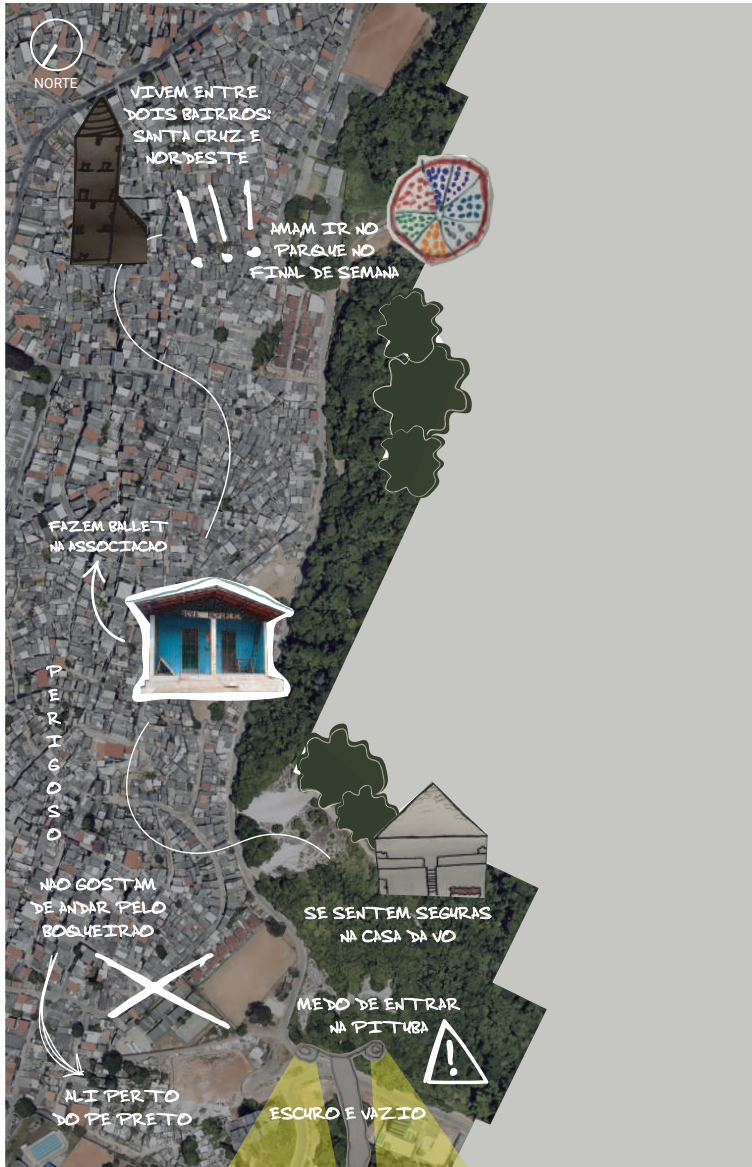 NORTE
VIVEM ENTRE
DOIS BAIRROS:
SANTA CRUZ E
NORDESTE
!!!
AMAM IR NO
PARQUE NO
FINAL DE SEMANA
FAZEM BALLET
NA ASSOCIACAO
PERIGOSO
NAO GOSTAM
DE ANDAR PELO
BOQUEIRAO
SE SENTEM SEGURAS
NA CASA DA VO
MEDO DE ENTRAR
NA PITUBA
!
ALI PERTO
DO PE PRETO
ESCURO E VAZIO